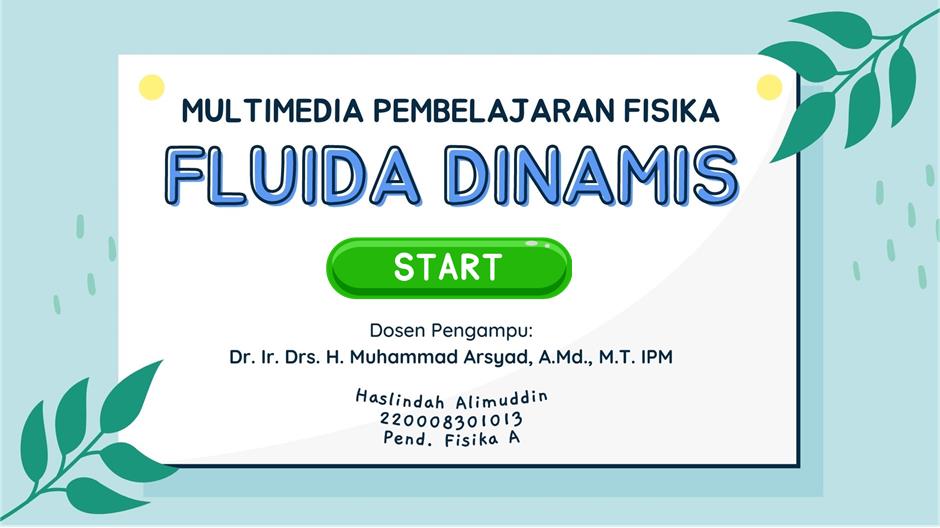 MULTIMEDIA PEMBELAJARAN FISIKA
FLUIDA DINAMIS
START
Dosen Pengampu:
Dr. Ir. Drs. H. Muhammad Arsyad, A.Md., M.T. IPM
Haslindah Alimuddin
220008301013
Pend. Fisika A